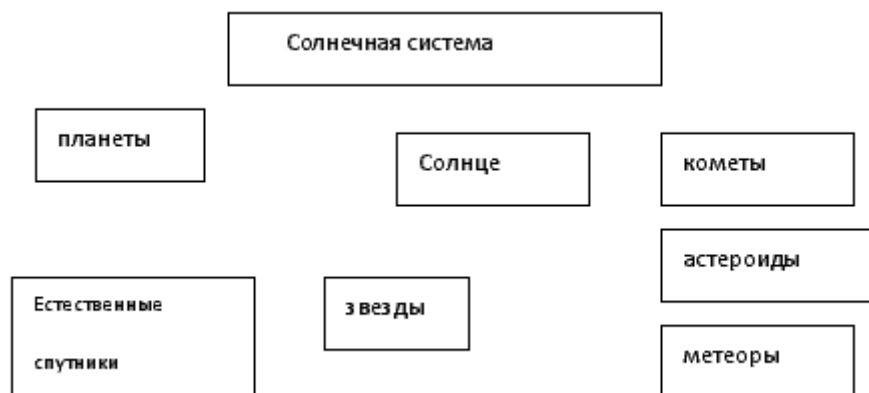 Солнечная система
планеты
Солнце
кометы
астероиды
Естественные
спутники
звезды
метеоры